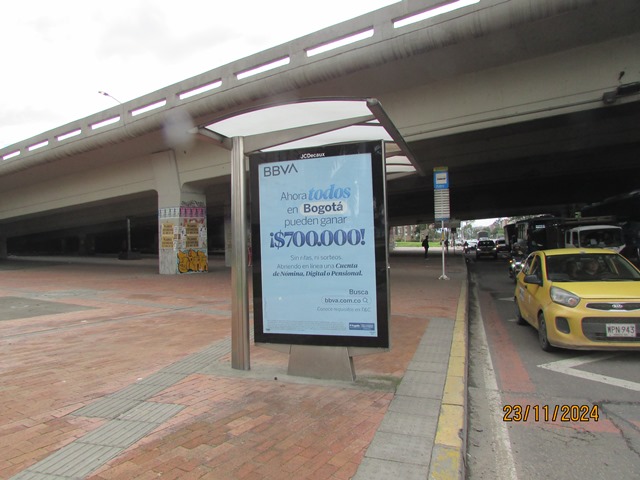 JCDecaux
BBVA
Ahora todos
en Bogotá
pueden ganar
¡$700.000!
Sin rifas, ni sorteos.
Abriendo en línea una Cuenta
de Nómina, Digital o Pensional.
Busca
bbva.com.co
WPN 943
23/11/2024